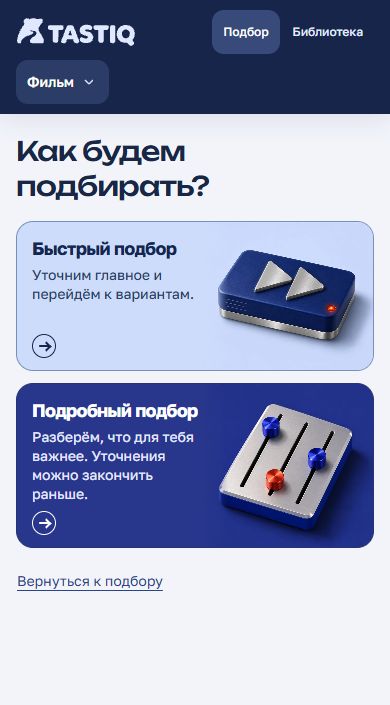 TASTIQ
Подбор
Библиотека
Фильм
Как будем
подбирать?
Быстрый подбор
Уточним главное и
перейдём к вариантам.
Подробный подбор
Разберём, что для тебя
важнее. Уточнения
можно закончить
раньше.
Вернуться к подбору